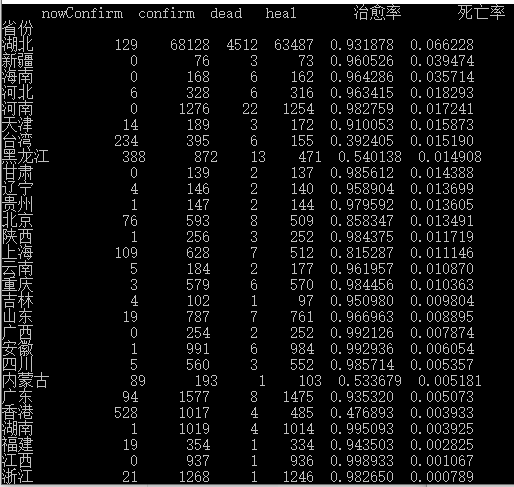 nowConfirm confirm dead heal 治愈率 死亡率
省份
湖北 129 68128 4512 63487 0.931878 0.066228
新疆 0 76 3 73 0.960526 0.039474
海南 0 168 6 162 0.964286 0.035714
河北 6 328 6 316 0.963415 0.018293
河南 0 1276 22 1254 0.982759 0.017241
天津 14 189 3 172 0.910053 0.015873
台湾 234 395 6 155 0.392405 0.015190
黑龙江 388 872 13 471 0.540138 0.014908
甘肃 0 139 2 137 0.985612 0.014388
辽宁 4 146 2 140 0.958904 0.013699
贵州 1 147 2 144 0.979592 0.013605
北京 76 593 8 509 0.858347 0.013491
陕西 1 256 3 252 0.984375 0.011719
上海 109 628 7 512 0.815287 0.011146
云南 5 184 2 177 0.961957 0.010870
重庆 3 579 6 570 0.984456 0.010363
吉林 4 102 1 97 0.950980 0.009804
山东 19 787 7 761 0.966963 0.008895
广西 0 254 2 252 0.992126 0.007874
安徽 1 991 6 984 0.992936 0.006054
四川 5 560 3 552 0.985714 0.005357
内蒙古 89 193 1 103 0.533679 0.005181
广东 94 1577 8 1475 0.935320 0.005073
香港 528 1017 4 485 0.476893 0.003933
湖南 1 1019 4 1014 0.995093 0.003925
福建 19 354 1 334 0.943503 0.002825
江西 0 937 1 936 0.998933 0.001067
浙江 21 1268 1 1246 0.982650 0.000789